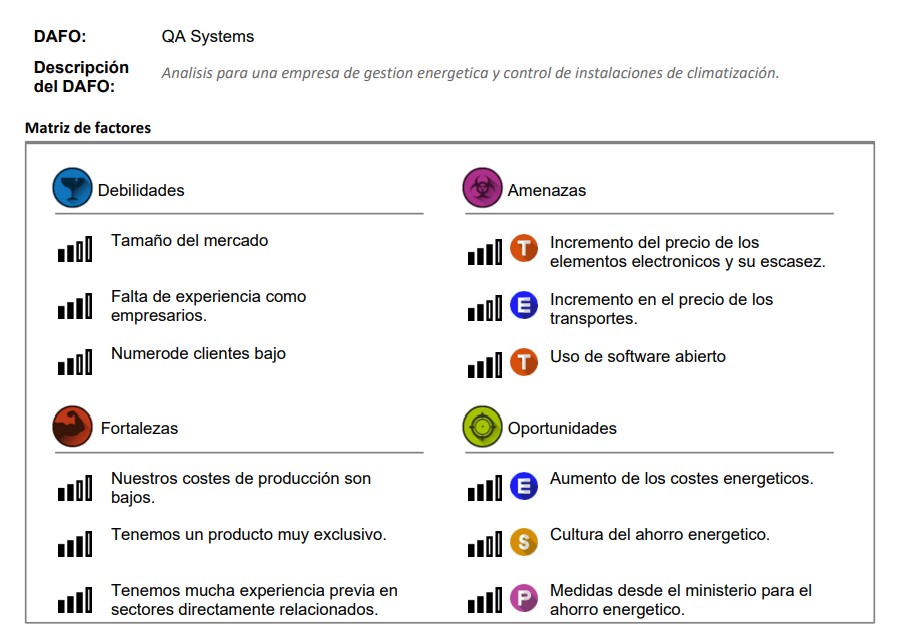 DAFO: QA Systems
Descripción
del DAFO:
Analisis para una empresa de gestion energetica y control de instalaciones de climatización.
Matriz de factores
Debilidades
Tamaño del mercado
Falta de experiencia como
empresarios.
Numerode clientes bajo
Amenazas
T
Incremento del precio de los
elementos electronicos y su escasez.
E
Incremento en el precio de los
transportes.
T
Uso de software abierto
Fortalezas
Nuestros costes de producción son
bajos.
Tenemos un producto muy exclusivo.
Tenemos mucha experiencia previa en
sectores directamente relacionados.
Oportunidades
E
Aumento de los costes energeticos.
S
Cultura del ahorro energetico.
P
Medidas desde el ministerio para el
ahorro energetico.